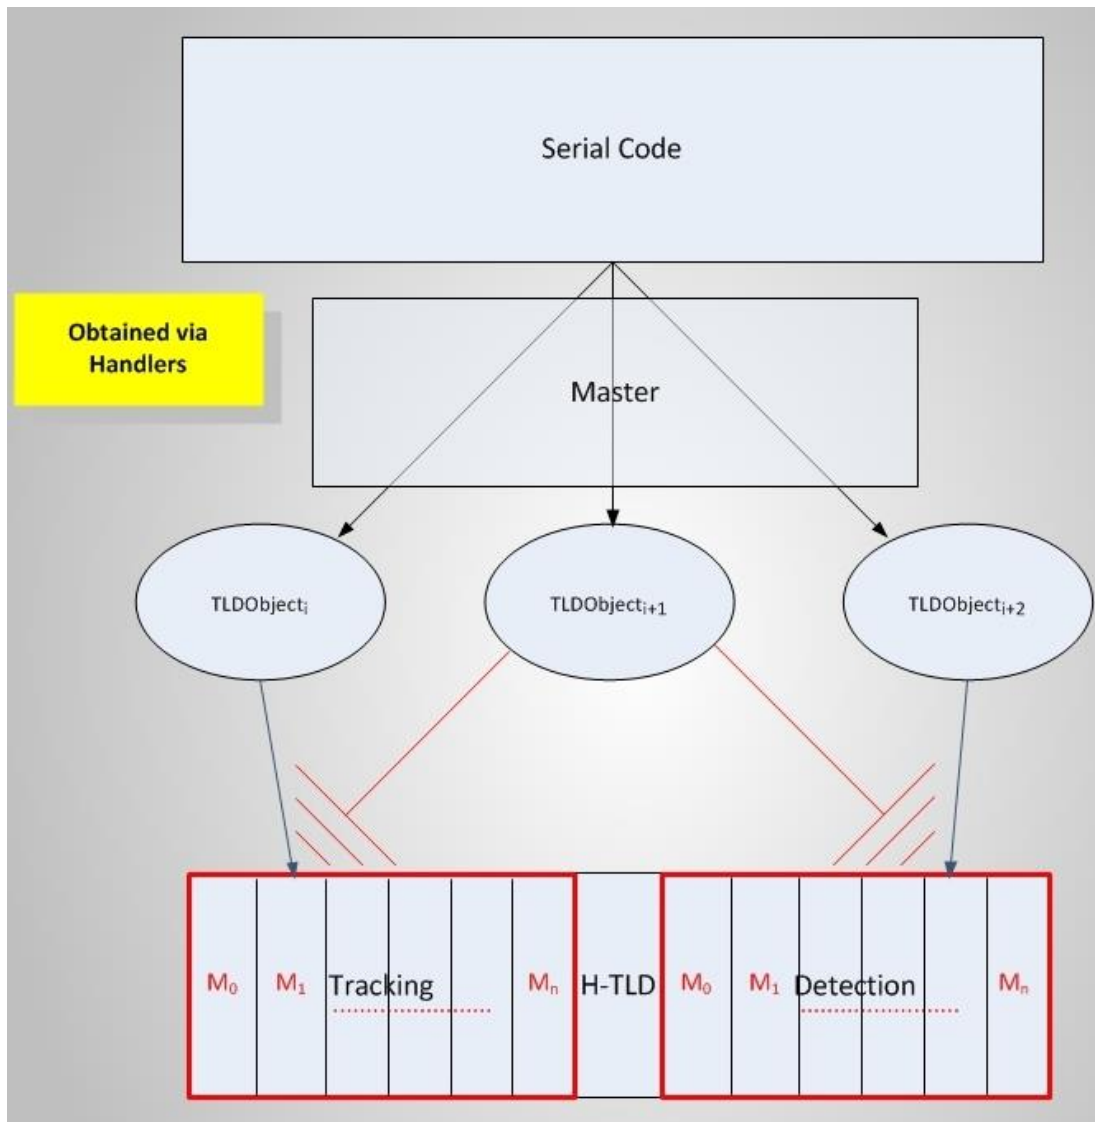 Serial Code
Obtained via
Handlers
Master
TLDObjectᵢ
TLDObjectᵢ₊₁
TLDObjectᵢ₊₂
M₀ M₁ Tracking Mₙ H-TLD M₀ M₁ Detection Mₙ